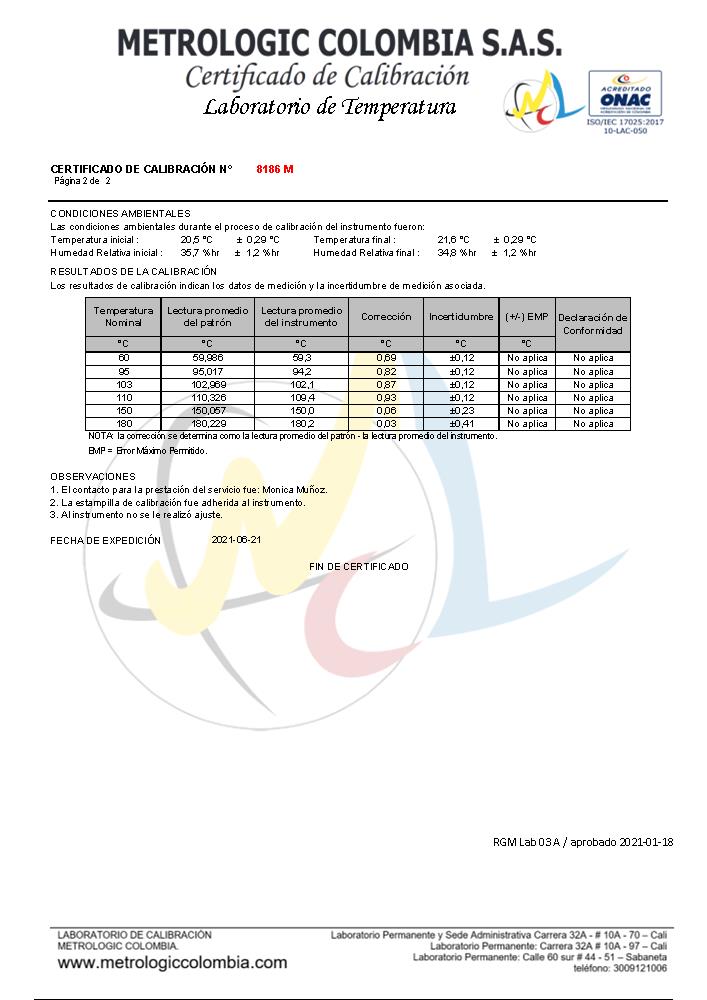 METROLOGIC COLOMBIA S.A.S.
Certificado de Calibración
Laboratorio de Temperatura
ACREDITADO
ONAC
ISO/IEC 17025:2017
10-LAC-050
CERTIFICADO DE CALIBRACIÓN N° 8186 M
Página 2 de 2
CONDICIONES AMBIENTALES
Las condiciones ambientales durante el proceso de calibración del instrumento fueron:
Temperatura inicial : 20,5 °C ± 0,29 °C Temperatura final : 21,6 °C ± 0,29 °C
Humedad Relativa inicial : 35,7 %hr ± 1,2 %hr Humedad Relativa final : 34,8 %hr ± 1,2 %hr
RESULTADOS DE LA CALIBRACIÓN
Los resultados de calibración indican los datos de medición y la incertidumbre de medición asociada.
Temperatura Nominal Lectura promedio del patrón Lectura promedio del instrumento Corrección Incertidumbre (+/-) EMP Declaración de Conformidad
°C °C °C °C °C °C
60 59,986 59,3 0,69 ±0,12 No aplica No aplica
95 95,017 94,2 0,82 ±0,12 No aplica No aplica
103 102,969 102,1 0,87 ±0,12 No aplica No aplica
110 110,326 109,4 0,93 ±0,12 No aplica No aplica
150 150,057 150,0 0,06 ±0,23 No aplica No aplica
180 180,229 180,2 0,03 ±0,41 No aplica No aplica
NOTA: la corrección se determina como la lectura promedio del patrón - la lectura promedio del instrumento.
EMP = Error Máximo Permitido.
OBSERVACIONES
1. El contacto para la prestación del servicio fue: Monica Muñoz.
2. La estampilla de calibración fue adherida al instrumento.
3. Al instrumento no se le realizó ajuste.
FECHA DE EXPEDICIÓN 2021-06-21
FIN DE CERTIFICADO
RGM Lab 03 A / aprobado 2021-01-18
LABORATORIO DE CALIBRACIÓN
METROLOGIC COLOMBIA.
www.metrologiccolombia.com
Laboratorio Permanente y Sede Administrativa Carrera 32A - # 10A - 70 – Cali
Laboratorio Permanente: Carrera 32A # 10A - 97 – Cali
Laboratorio Permanente: Calle 60 sur # 44 - 51 – Sabaneta
teléfono: 3009121006